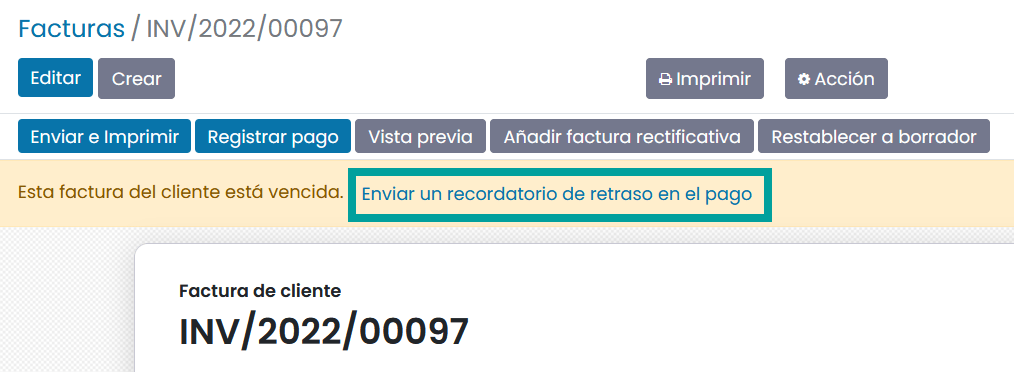 Facturas / INV/2022/00097
Editar Crear Imprimir Acción
Enviar e Imprimir Registrar pago Vista previa Añadir factura rectificativa Restablecer a borrador
Esta factura del cliente está vencida. Enviar un recordatorio de retraso en el pago
Factura de cliente
INV/2022/00097